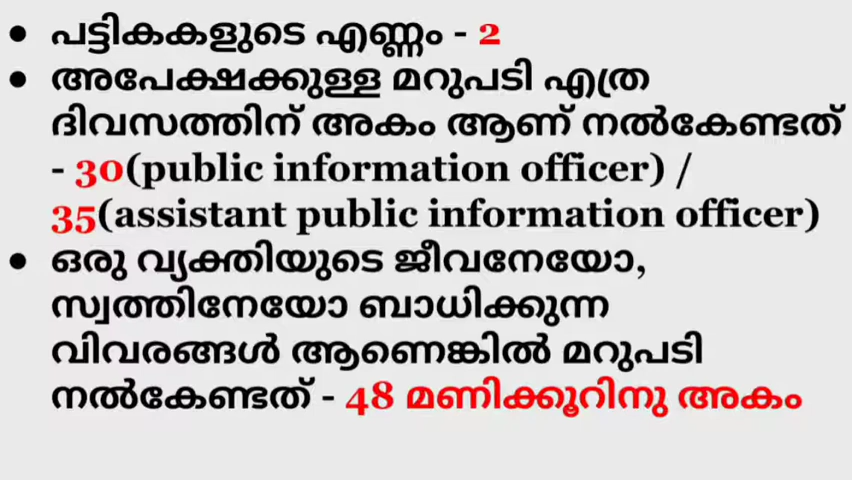 ● പട്ടികകളുടെ എണ്ണം - 2
● അപേക്ഷക്കുള്ള മറുപടി എത്ര
ദിവസത്തിന് അകം ആണ് നൽകേണ്ടത്
- 30(public information officer) /
35(assistant public information officer)
● ഒരു വ്യക്തിയുടെ ജീവനേയോ,
സ്വത്തിനേയോ ബാധിക്കുന്ന
വിവരങ്ങൾ ആണെങ്കിൽ മറുപടി
നൽകേണ്ടത് - 48 മണിക്കൂറിനു അകം